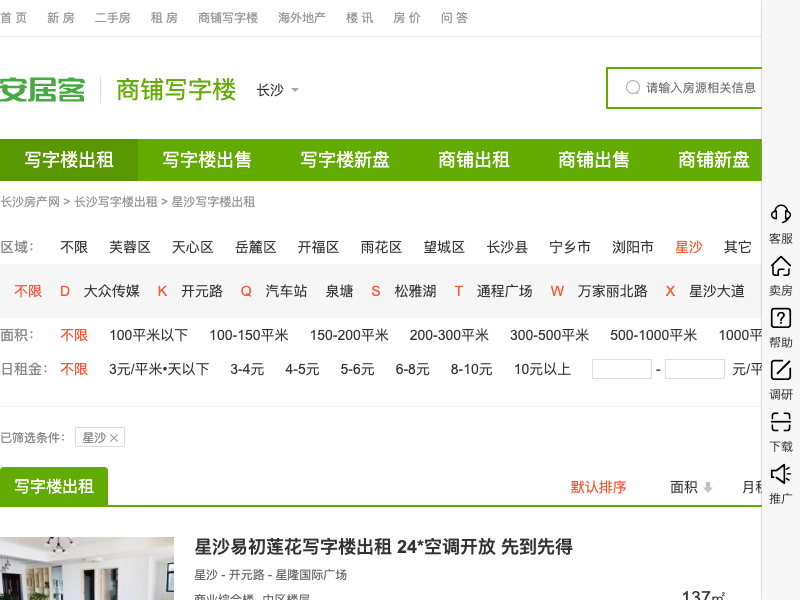 首 页 新 房 二手房 租 房 商铺写字楼 海外地产 楼 讯 房 价 问 答
安居客 商铺写字楼 长沙 请输入房源相关信息
写字楼出租 写字楼出售 写字楼新盘 商铺出租 商铺出售 商铺新盘
长沙房产网 > 长沙写字楼出租 > 星沙写字楼出租
区域： 不限 芙蓉区 天心区 岳麓区 开福区 雨花区 望城区 长沙县 宁乡市 浏阳市 星沙 其它
不限 D 大众传媒 K 开元路 Q 汽车站 泉塘 S 松雅湖 T 通程广场 W 万家丽北路 X 星沙大道
面积： 不限 100平米以下 100-150平米 150-200平米 200-300平米 300-500平米 500-1000平米 1000平
日租金： 不限 3元/平米•天以下 3-4元 4-5元 5-6元 6-8元 8-10元 10元以上 - 元/平
已筛选条件： 星沙
写字楼出租 默认排序 面积 月租
星沙易初莲花写字楼出租 24*空调开放 先到先得
星沙 - 开元路 - 星隆国际广场
商业综合楼 中区楼层 137㎡
客服
卖房
帮助
调研
下载
推广